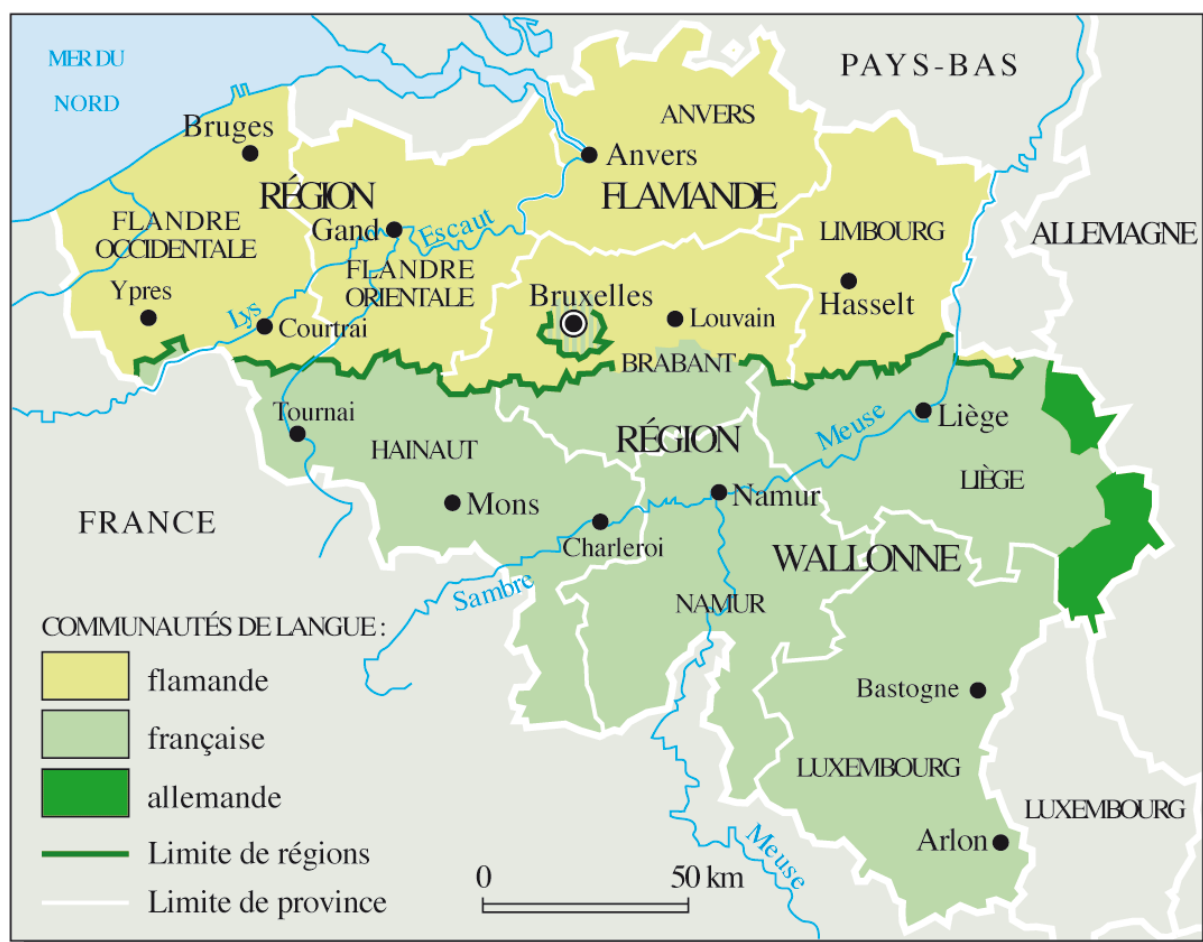 MER DU
NORD
PAYS-BAS
ANVERS
Bruges
Anvers
RÉGION
FLAMANDE
FLANDRE
OCCIDENTALE
Gand
Escaut
LIMBOURG
ALLEMAGNE
FLANDRE
ORIENTALE
Ypres
Lys
Courtrai
Bruxelles
Louvain
Hasselt
BRABANT
Tournai
HAINAUT
RÉGION
Meuse
Liège
LIÈGE
Mons
Namur
FRANCE
Charleroi
WALLONNE
Sambre
NAMUR
COMMUNAUTÉS DE LANGUE :
flamande
française
allemande
Limite de régions
Limite de province
Bastogne
LUXEMBOURG
LUXEMBOURG
Arlon
Meuse
0 50 km